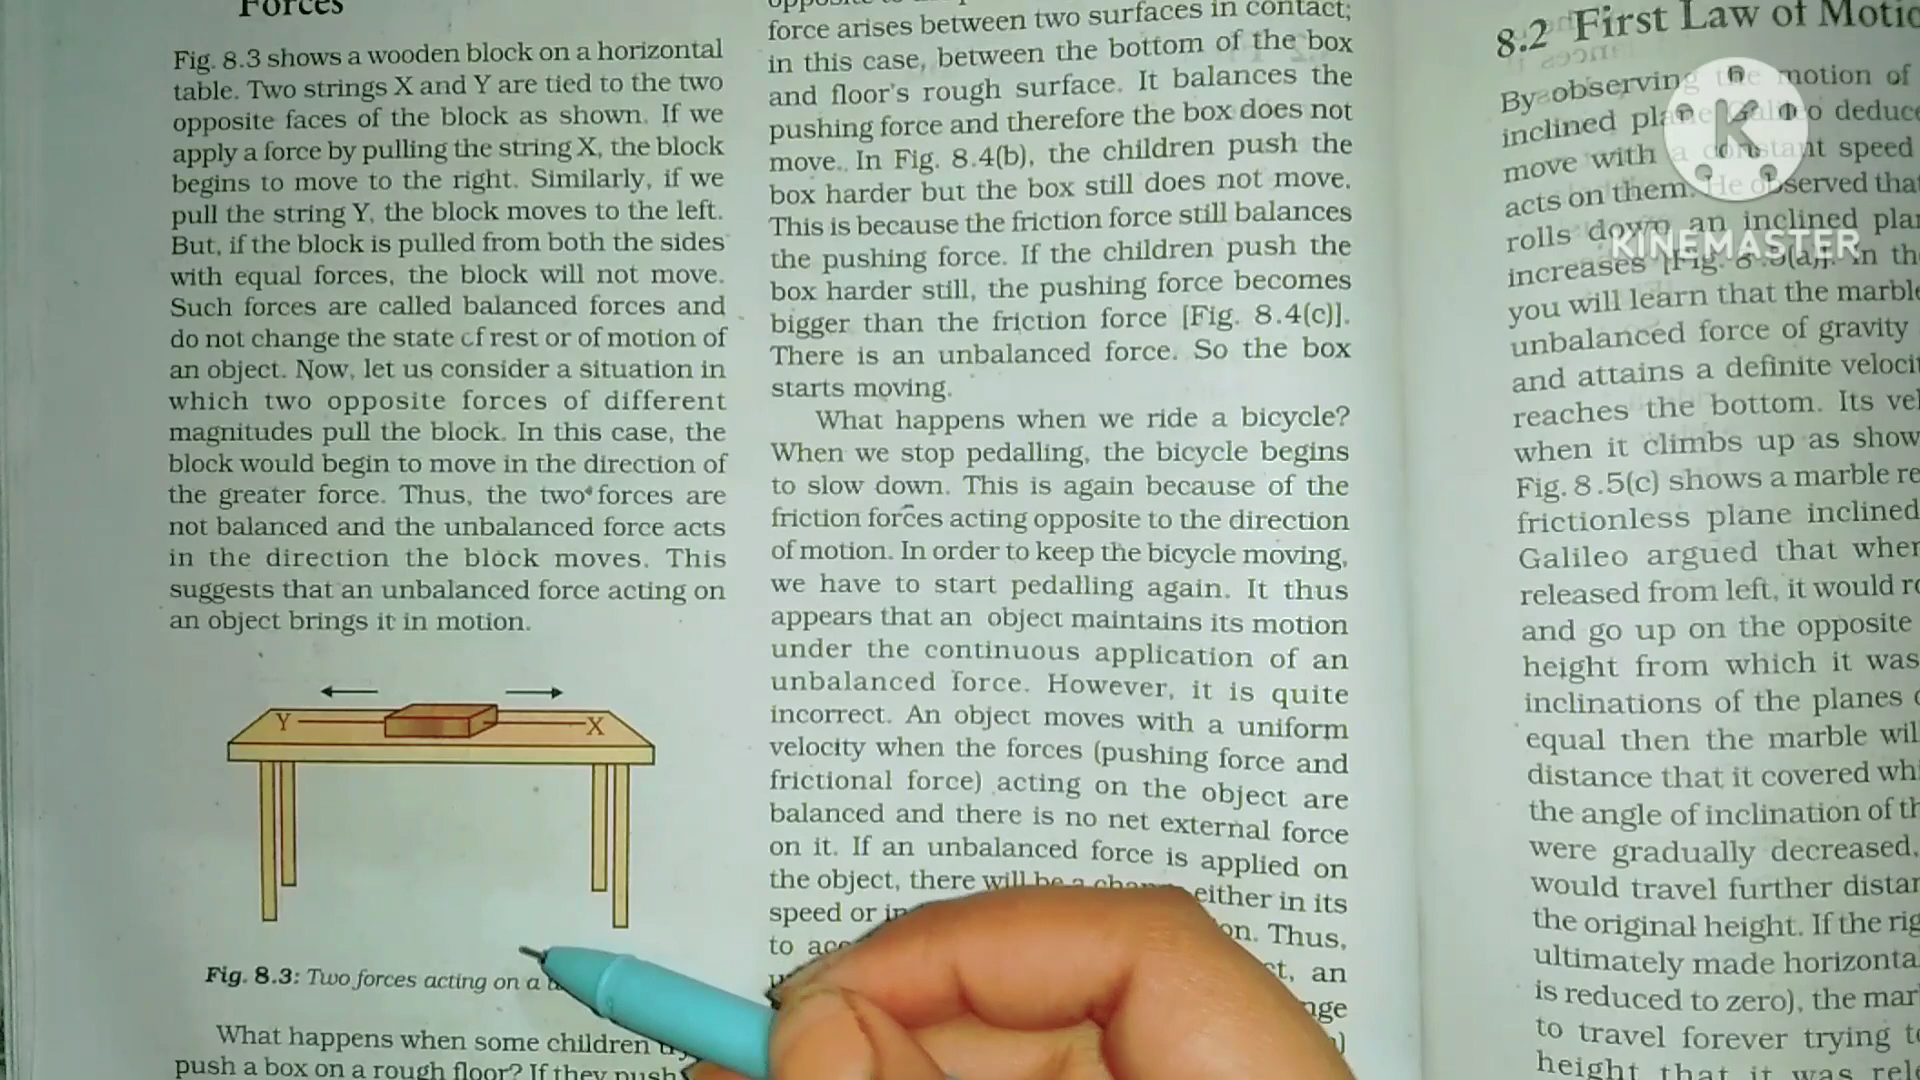 Forces
Fig. 8.3 shows a wooden block on a horizontal
table. Two strings X and Y are tied to the two
opposite faces of the block as shown. If we
apply a force by pulling the string X, the block
begins to move to the right. Similarly, if we
pull the string Y, the block moves to the left.
But, if the block is pulled from both the sides
with equal forces, the block will not move.
Such forces are called balanced forces and
do not change the state of rest or of motion of
an object. Now, let us consider a situation in
which two opposite forces of different
magnitudes pull the block. In this case, the
block would begin to move in the direction of
the greater force. Thus, the two forces are
not balanced and the unbalanced force acts
in the direction the block moves. This
suggests that an unbalanced force acting on
an object brings it in motion.
Y X
Fig. 8.3: Two forces acting on a
What happens when some children
push a box on a rough floor? If they push
force arises between two surfaces in contact;
in this case, between the bottom of the box
and floor's rough surface. It balances the
pushing force and therefore the box does not
move. In Fig. 8.4(b), the children push the
box harder but the box still does not move.
This is because the friction force still balances
the pushing force. If the children push the
box harder still, the pushing force becomes
bigger than the friction force [Fig. 8.4(c)].
There is an unbalanced force. So the box
starts moving.
What happens when we ride a bicycle?
When we stop pedalling, the bicycle begins
to slow down. This is again because of the
friction forces acting opposite to the direction
of motion. In order to keep the bicycle moving,
we have to start pedalling again. It thus
appears that an object maintains its motion
under the continuous application of an
unbalanced force. However, it is quite
incorrect. An object moves with a uniform
velocity when the forces (pushing force and
frictional force) acting on the object are
balanced and there is no net external force
on it. If an unbalanced force is applied on
the object, there will be a either in its
speed or on. Thus,
to
an
8.2 First Law of
By observing the motion of
inclined plane Galileo
move with a constant speed
acts on them. He observed
rolls down an inclined
increases [Fig. 8.5(a)]. In
you will learn that the
unbalanced force of gravity
and attains a definite
reaches the bottom. Its
when it climbs up as
Fig. 8.5(c) shows a marble
frictionless plane inclined
Galileo argued that
released from left, it would
and go up on the opposite
height from which it was
inclinations of the planes
equal then the marble
distance that it covered
the angle of inclination of
were gradually decreased,
would travel further
the original height. If the
ultimately made
is reduced to zero), the
to travel forever trying
height that it was
KINEMASTER